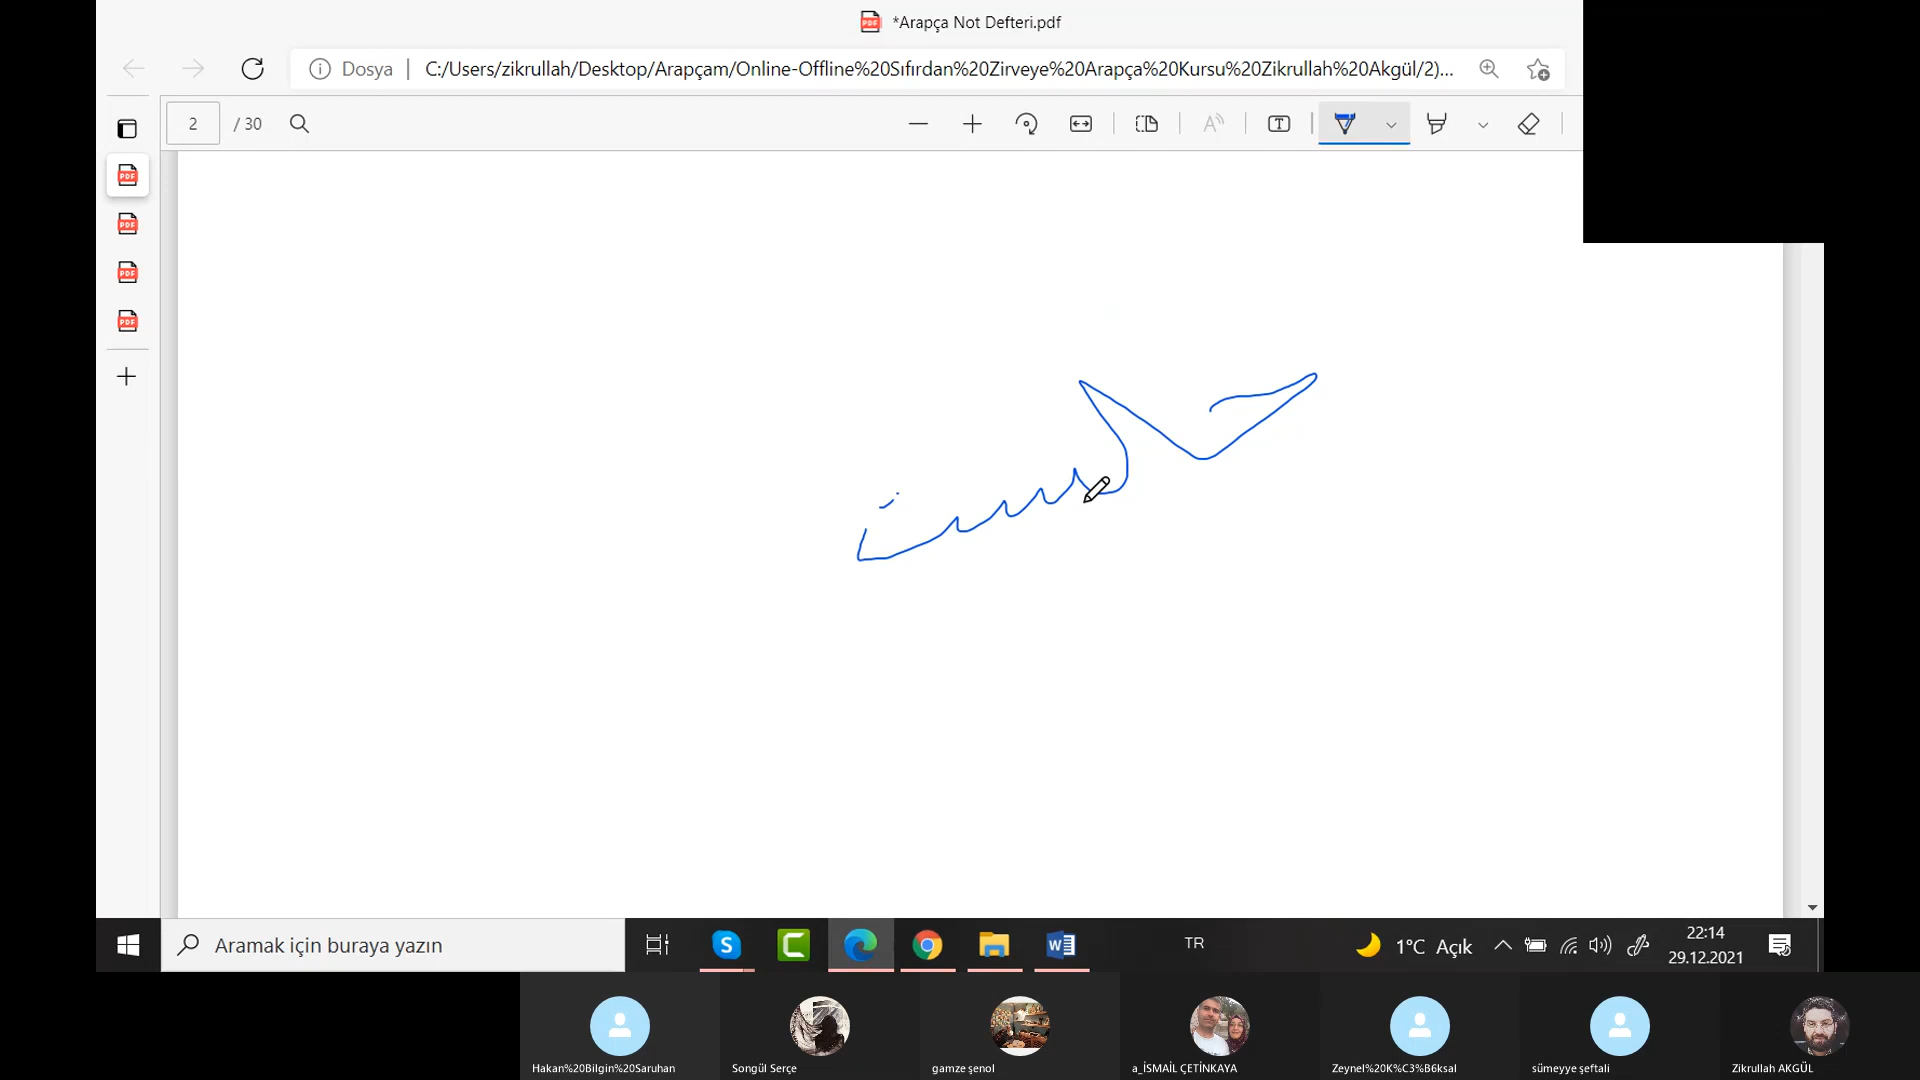 *Arapça Not Defteri.pdf
Dosya | C:/Users/zikrullah/Desktop/Arapçam/Online-Offline%20Sıfırdan%20Zirveye%20Arapça%20Kursu%20Zikrullah%20Akgül/2)...
2 / 30
Aramak için buraya yazın
TR
1°C Açık
22:14
29.12.2021
Hakan%20Bilgin%20Saruhan
Songül Serçe
gamze şenol
a_İSMAİL ÇETİNKAYA
Zeynel%20K%C3%B6ksal
sümeyye şeftali
Zikrullah AKGÜL